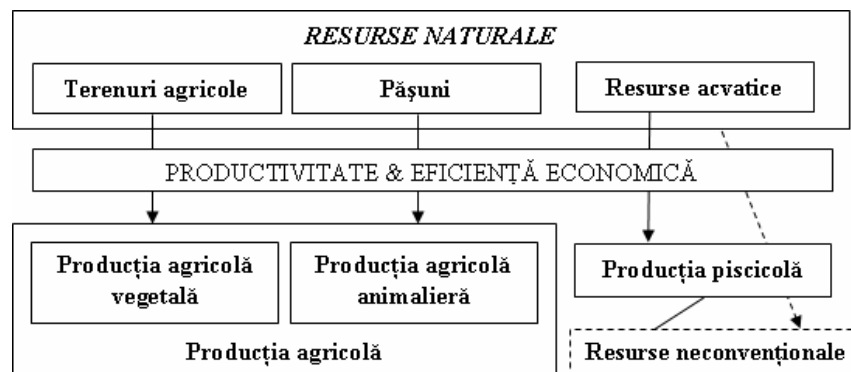 RESURSE NATURALE
Terenuri agricole
Pășuni
Resurse acvatice
PRODUCTIVITATE & EFICIENȚĂ ECONOMICĂ
Producția agricolă
vegetală
Producția agricolă
animalieră
Producția piscicolă
Producția agricolă
Resurse neconvenționale